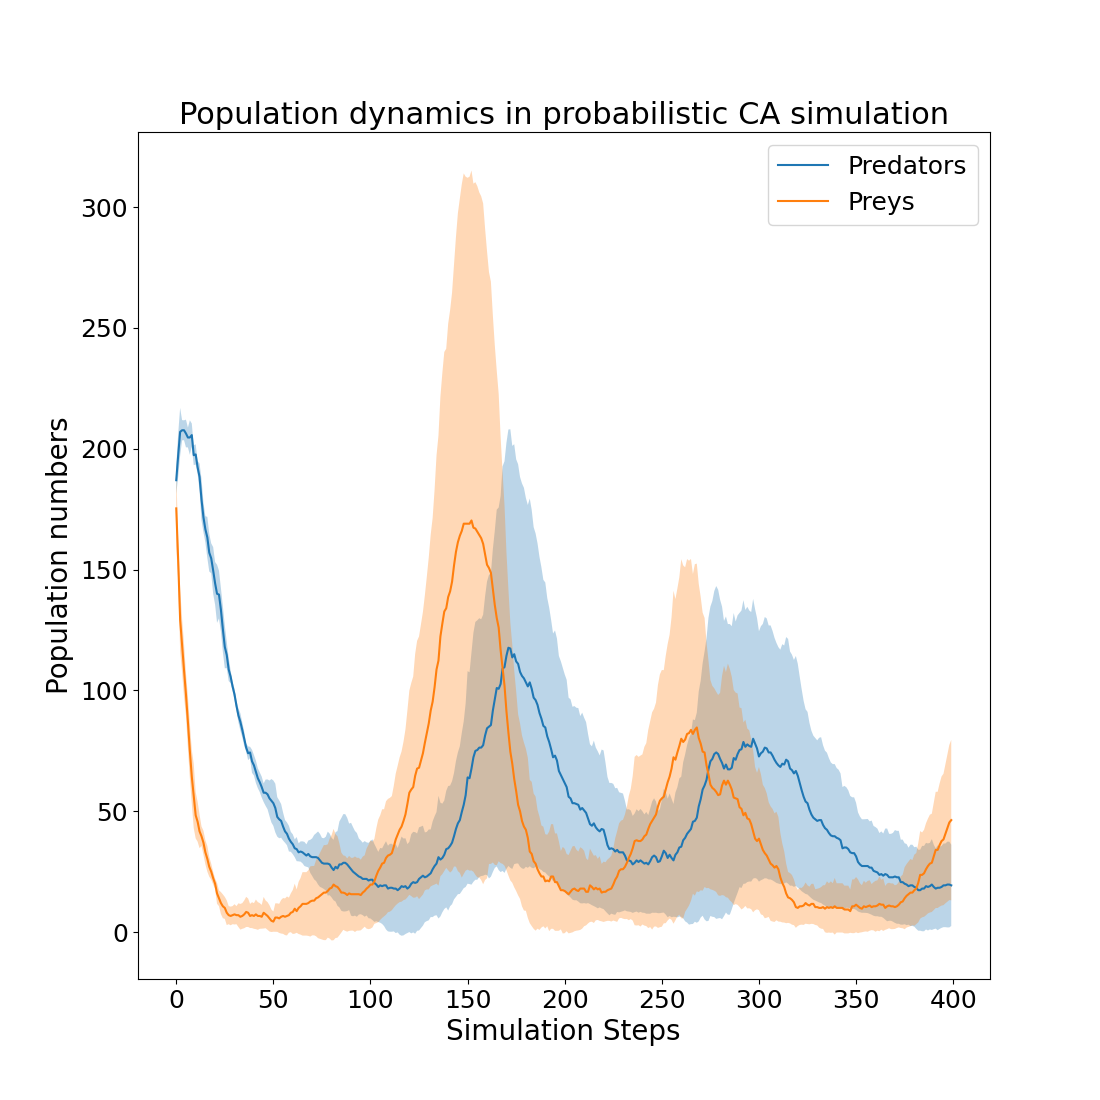 Population dynamics in probabilistic CA simulation
Predators
Preys
Population numbers
300
250
200
150
100
50
0
0 50 100 150 200 250 300 350 400
Simulation Steps